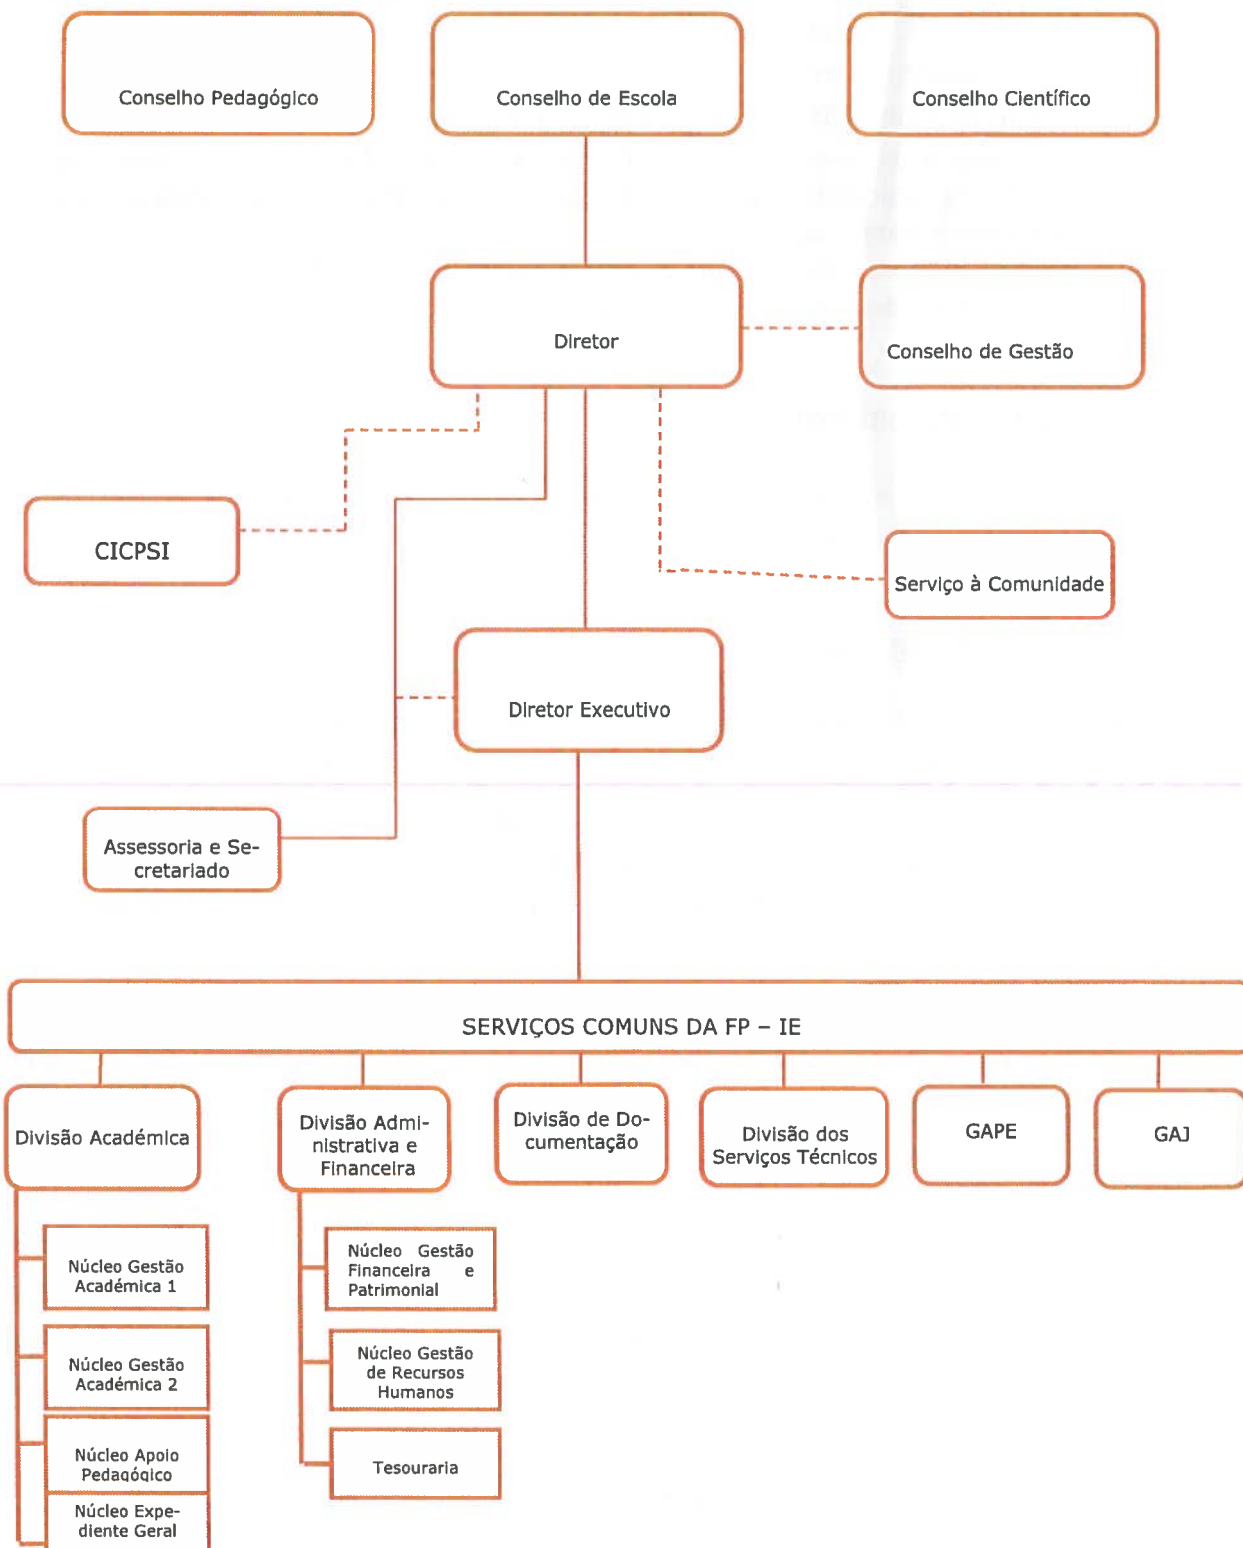 Conselho Pedagógico
Conselho de Escola
Conselho Científico
Diretor
Conselho de Gestão
CICPSI
Serviço à Comunidade
Diretor Executivo
Assessoria e Se-
cretariado
SERVIÇOS COMUNS DA FP – IE
Divisão Académica
Divisão Admi-
nistrativa e
Financeira
Divisão de Do-
cumentação
Divisão dos
Serviços Técnicos
GAPE
GAJ
Núcleo Gestão
Académica 1
Núcleo Gestão
Académica 2
Núcleo Apoio
Pedagógico
Núcleo Expe-
diente Geral
Núcleo Gestão
Financeira e
Patrimonial
Núcleo Gestão
de Recursos
Humanos
Tesouraria